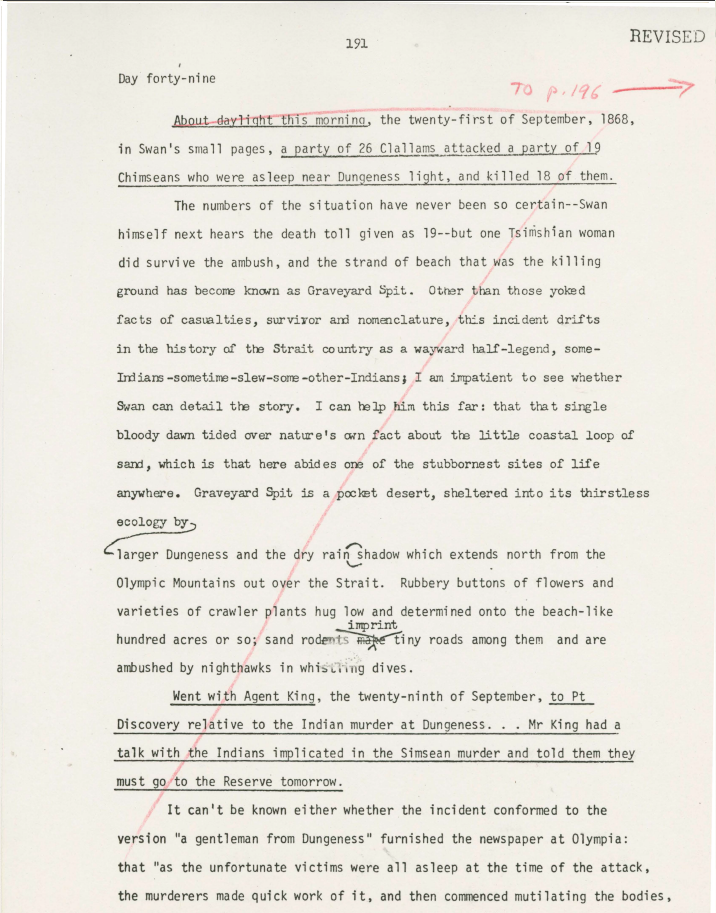 191
REVISED
Day forty-nine
TO p.196
About daylight this morning, the twenty-first of September, 1868,
in Swan's small pages, a party of 26 Clallams attacked a party of 19
Chimseans who were asleep near Dungeness light, and killed 18 of them.
The numbers of the situation have never been so certain--Swan
himself next hears the death toll given as 19--but one Tsimshian woman
did survive the ambush, and the strand of beach that was the killing
ground has become known as Graveyard Spit.  Other than those yoked
facts of casualties, survivor and nomenclature, this incident drifts
in the history of the Strait country as a wayward half-legend, some-
Indians-sometime-slew-some-other-Indians; I am impatient to see whether
Swan can detail the story.  I can help him this far: that that single
bloody dawn tided over nature's own fact about the little coastal loop of
sand, which is that here abides one of the stubbornest sites of life
anywhere.  Graveyard Spit is a pocket desert, sheltered into its thirstless
ecology by
larger Dungeness and the dry rain shadow which extends north from the
Olympic Mountains out over the Strait.  Rubbery buttons of flowers and
varieties of crawler plants hug low and determined onto the beach-like
imprint
hundred acres or so; sand rodents make tiny roads among them  and are
ambushed by nighthawks in whistling dives.
Went with Agent King, the twenty-ninth of September, to Pt
Discovery relative to the Indian murder at Dungeness. . . Mr King had a
talk with the Indians implicated in the Simsean murder and told them they
must go to the Reserve tomorrow.
It can't be known either whether the incident conformed to the
version "a gentleman from Dungeness" furnished the newspaper at Olympia:
that "as the unfortunate victims were all asleep at the time of the attack,
the murderers made quick work of it, and then commenced mutilating the bodies,